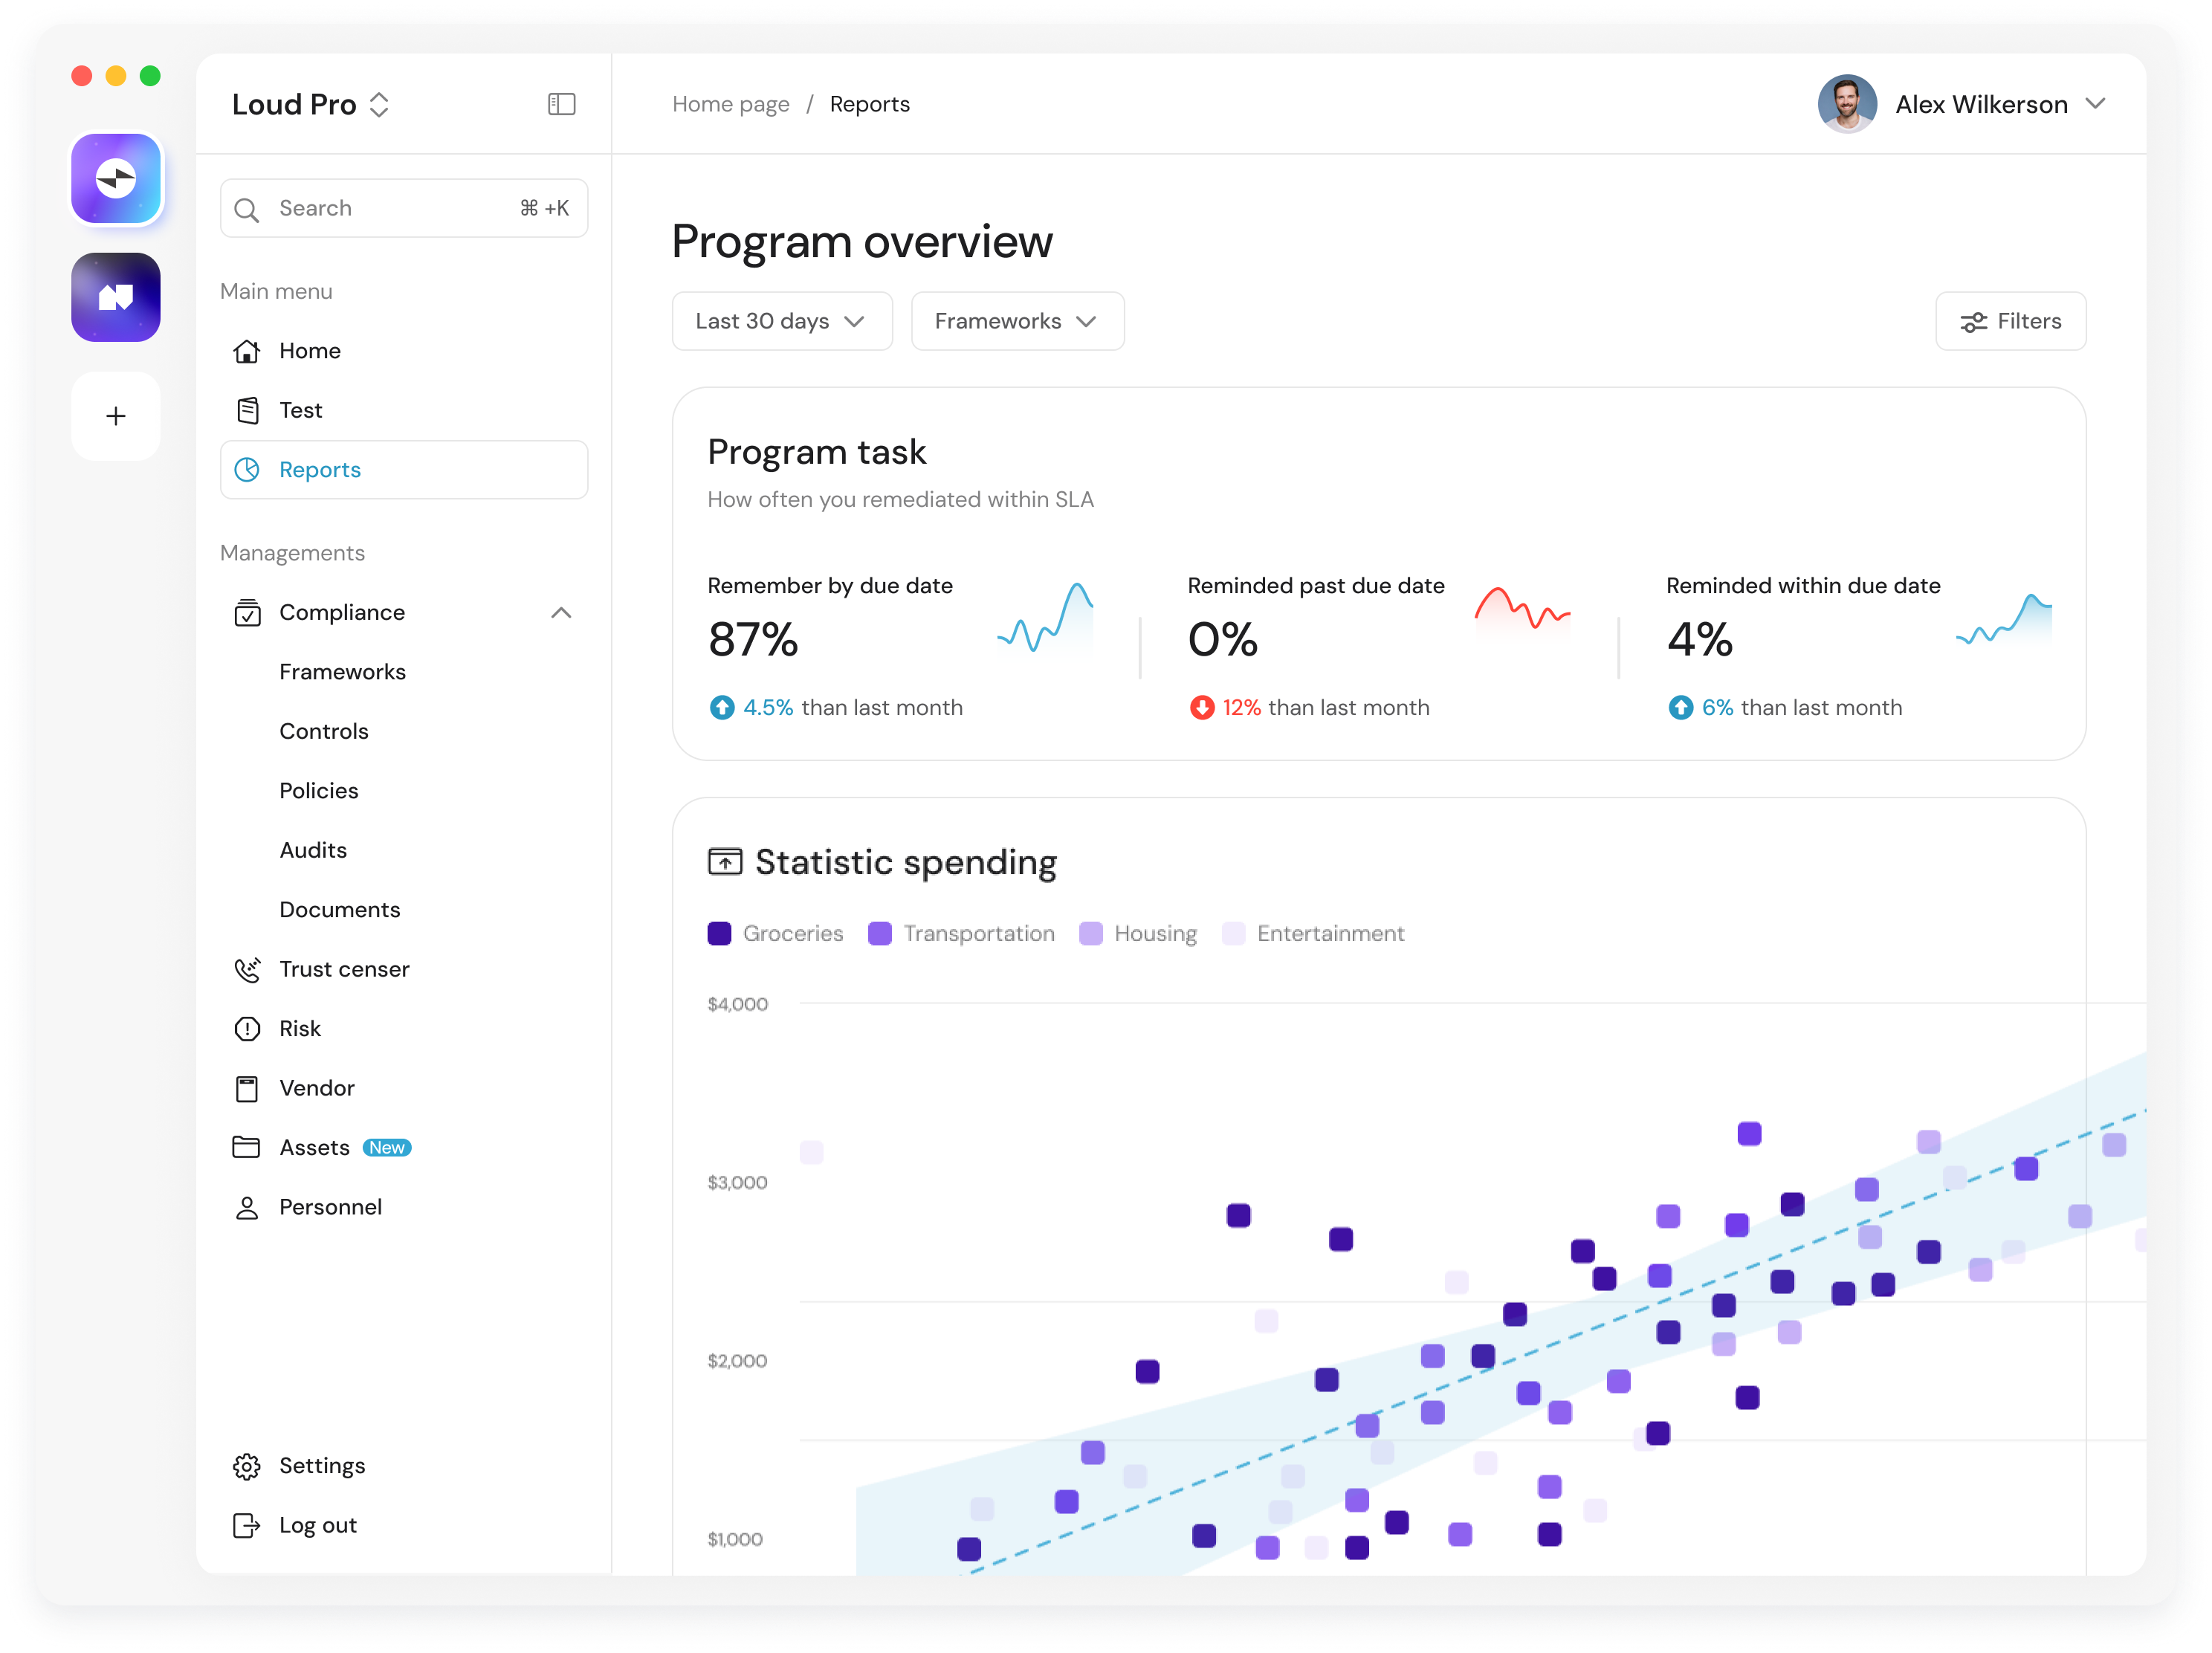 Loud Pro
Home page / Reports
Alex Wilkerson
Search ⌘ +K
Main menu
Home
Test
Reports
Managements
Compliance
Frameworks
Controls
Policies
Audits
Documents
Trust censer
Risk
Vendor
Assets New
Personnel
Settings
Log out
Program overview
Last 30 days
Frameworks
Filters
Program task
How often you remediated within SLA
Remember by due date
87%
4.5% than last month
Reminded past due date
0%
12% than last month
Reminded within due date
4%
6% than last month
Statistic spending
Groceries Transportation Housing Entertainment
$4,000
$3,000
$2,000
$1,000